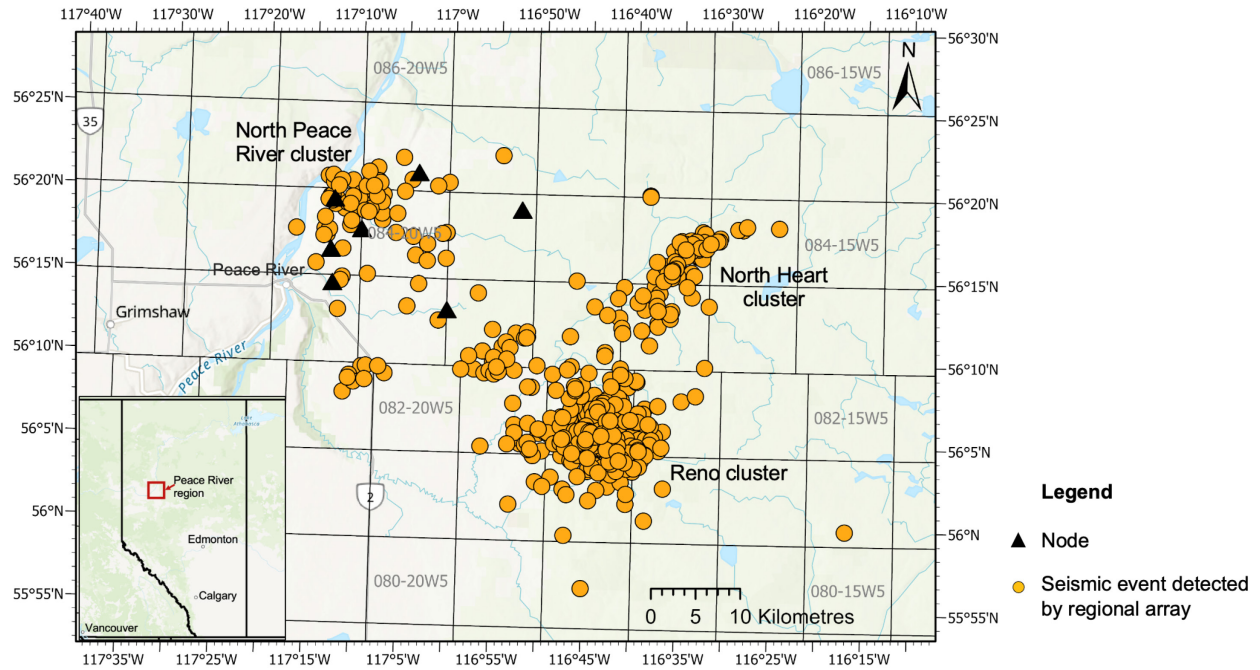 117°40'W 117°30'W 117°20'W 117°10'W 117°W 116°50'W 116°40'W 116°30'W 116°20'W 116°10'W
56°30'N
N
086-20W5
086-15W5
56°25'N
56°25'N
35
North Peace
River cluster
56°20'N
56°20'N
084-20W5
084-15W5
56°15'N
Peace River
North Heart
cluster
56°15'N
Grimshaw
56°10'N
Peace River
56°10'N
082-20W5
082-15W5
56°5'N
56°5'N
Reno cluster
Peace River
region
2
56°N
56°N
Edmonton
080-20W5
080-15W5
55°55'N
Calgary
0 5 10 Kilometres
55°55'N
Vancouver
117°35'W 117°25'W 117°15'W 117°5'W 116°55'W 116°45'W 116°35'W 116°25'W 116°15'W
Legend
Node
Seismic event detected
by regional array